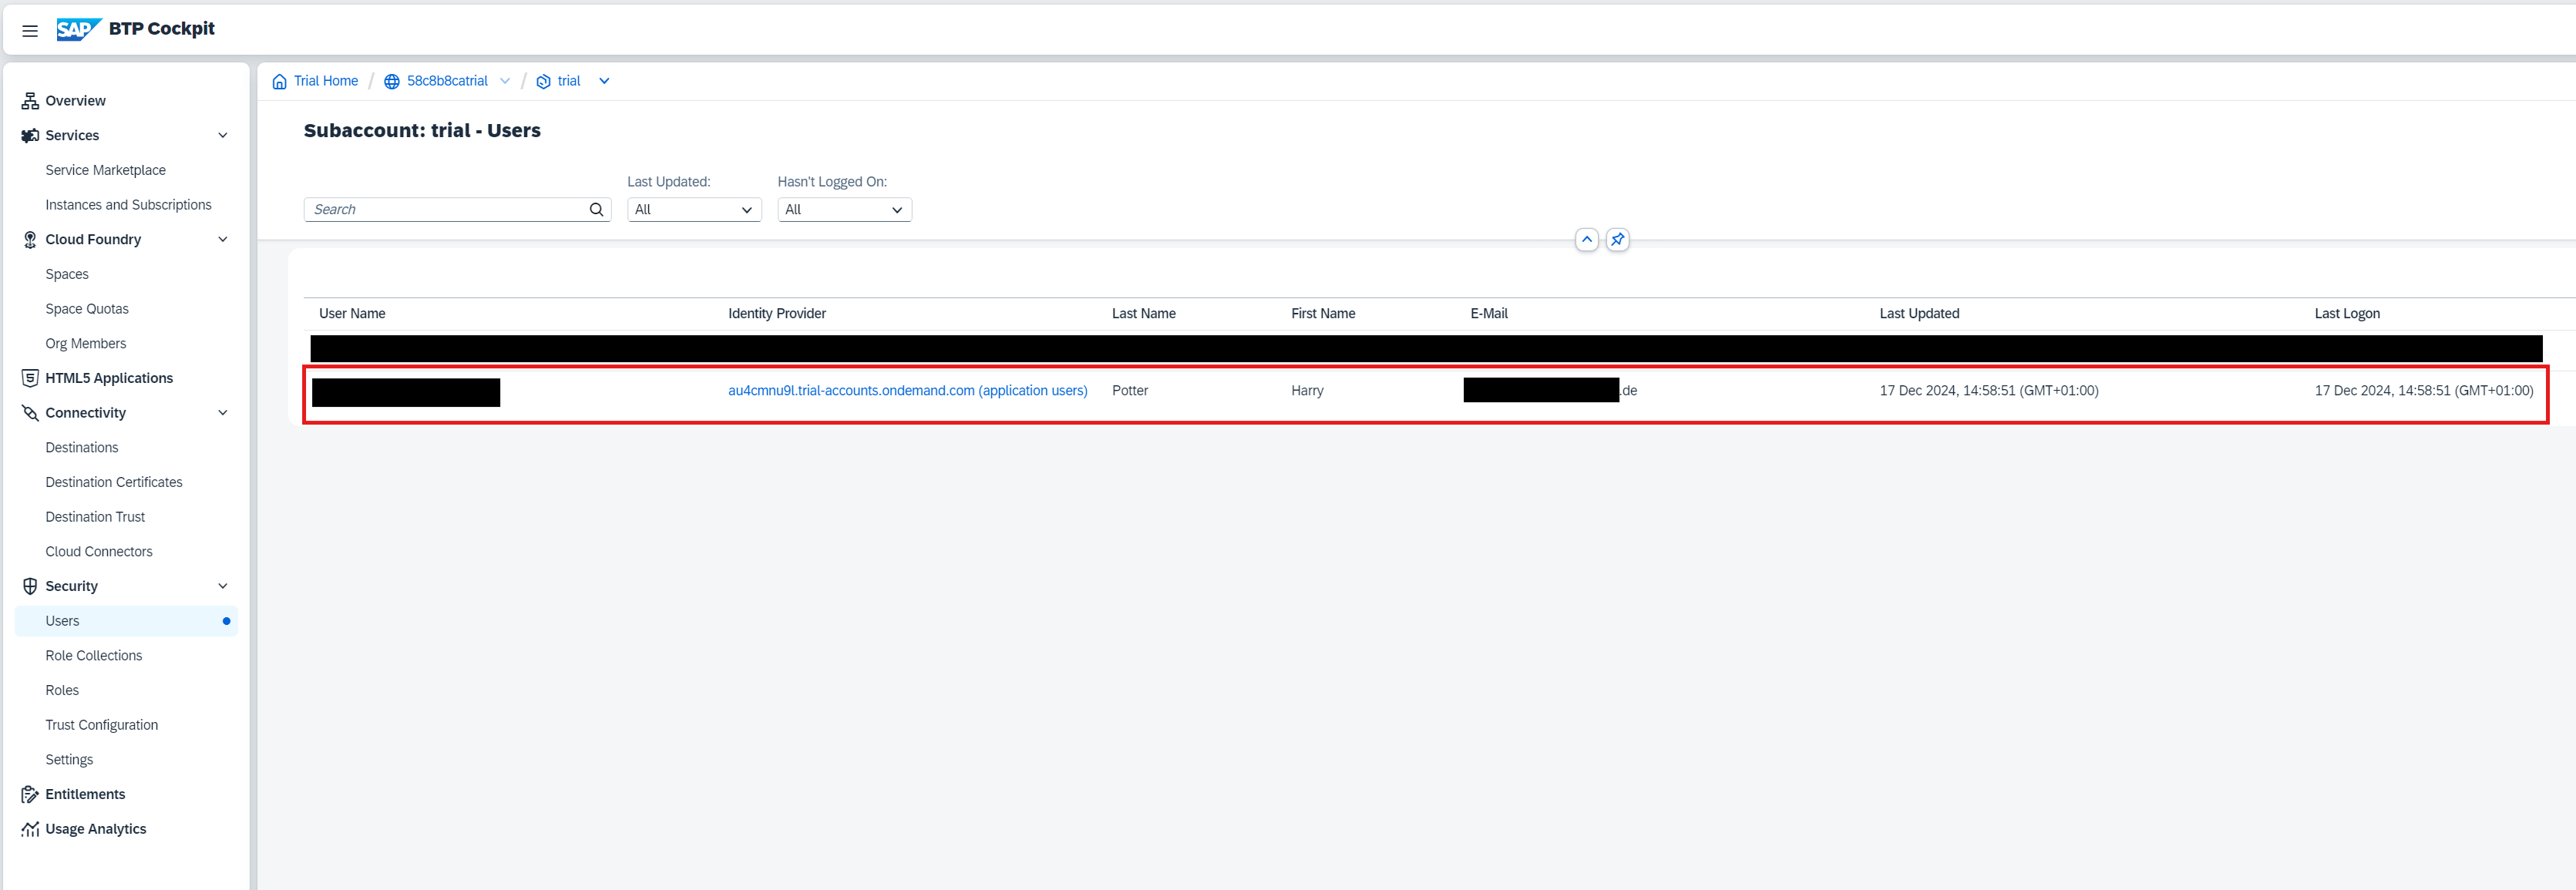 SAP BTP Cockpit
Trial Home / 58c8b8catrial / trial
Overview
Services
Service Marketplace
Instances and Subscriptions
Cloud Foundry
Spaces
Space Quotas
Org Members
HTML5 Applications
Connectivity
Destinations
Destination Certificates
Destination Trust
Cloud Connectors
Security
Users
Role Collections
Roles
Trust Configuration
Settings
Entitlements
Usage Analytics
Subaccount: trial - Users
Last Updated: Hasn't Logged On:
Search All All
User Name Identity Provider Last Name First Name E-Mail Last Updated Last Logon
au4cmnu9l.trial-accounts.ondemand.com (application users) Potter Harry .de 17 Dec 2024, 14:58:51 (GMT+01:00) 17 Dec 2024, 14:58:51 (GMT+01:00)